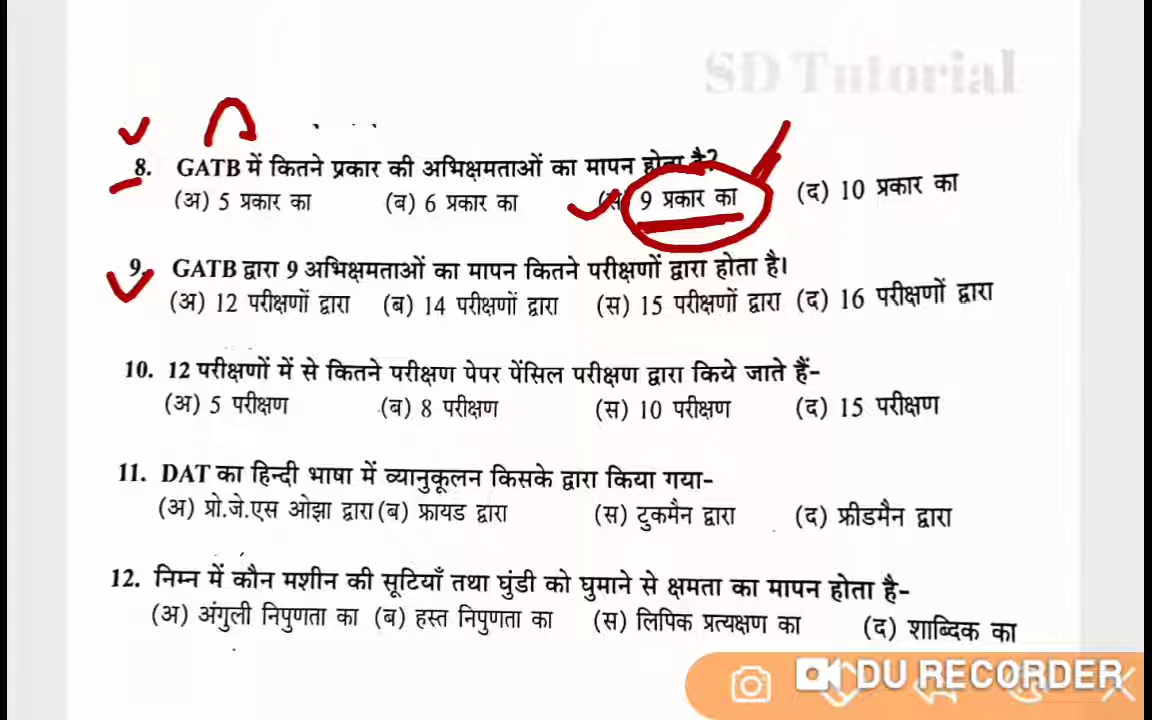 SD Tutorial
8. GATB में कितने प्रकार की अभिक्षमताओं का मापन होता है?
(अ) 5 प्रकार का (ब) 6 प्रकार का (स) 9 प्रकार का (द) 10 प्रकार का
9. GATB द्वारा 9 अभिक्षमताओं का मापन कितने परीक्षणों द्वारा होता है।
(अ) 12 परीक्षणों द्वारा (ब) 14 परीक्षणों द्वारा (स) 15 परीक्षणों द्वारा (द) 16 परीक्षणों द्वारा
10. 12 परीक्षणों में से कितने परीक्षण पेपर पेंसिल परीक्षण द्वारा किये जाते हैं-
(अ) 5 परीक्षण (ब) 8 परीक्षण (स) 10 परीक्षण (द) 15 परीक्षण
11. DAT का हिन्दी भाषा में व्यानुकूलन किसके द्वारा किया गया-
(अ) प्रो.जे.एस ओझा द्वारा (ब) फ्रायड द्वारा (स) टुकमैन द्वारा (द) फ्रीडमैन द्वारा
12. निम्न में कौन मशीन की सूटियाँ तथा घुंडी को घुमाने से क्षमता का मापन होता है-
(अ) अंगुली निपुणता का (ब) हस्त निपुणता का (स) लिपिक प्रत्यक्षण का (द) शाब्दिक का
DU RECORDER